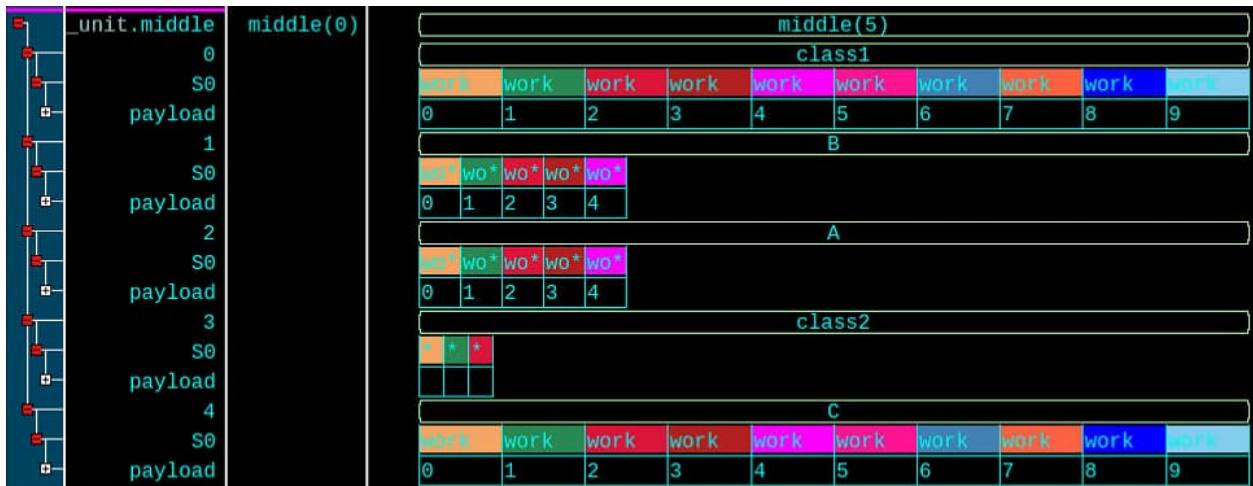 _unit.middle middle(0) middle(5)
0 class1
S0 work work work work work work work work work work
payload 0 1 2 3 4 5 6 7 8 9
1 B
S0 wo* wo* wo* wo* wo*
payload 0 1 2 3 4
2 A
S0 wo* wo* wo* wo* wo*
payload 0 1 2 3 4
3 class2
S0 * * *
payload
4 C
S0 work work work work work work work work work work
payload 0 1 2 3 4 5 6 7 8 9